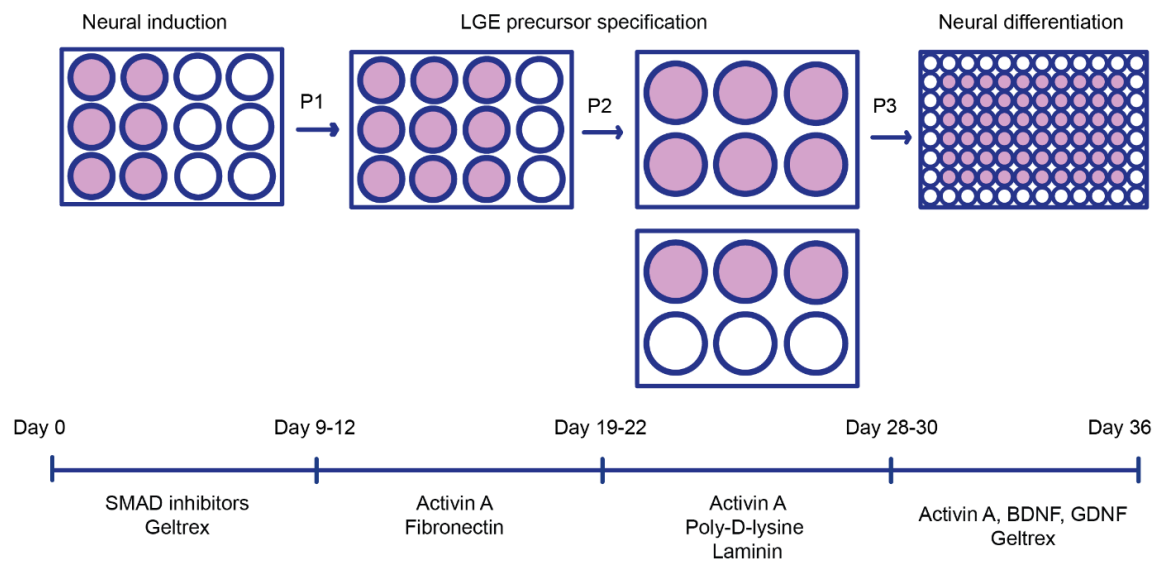 Neural induction
LGE precursor specification
Neural differentiation
P1
P2
P3
Day 0
Day 9-12
Day 19-22
Day 28-30
Day 36
SMAD inhibitors
Geltrex
Activin A
Fibronectin
Activin A
Poly-D-lysine
Laminin
Activin A, BDNF, GDNF
Geltrex